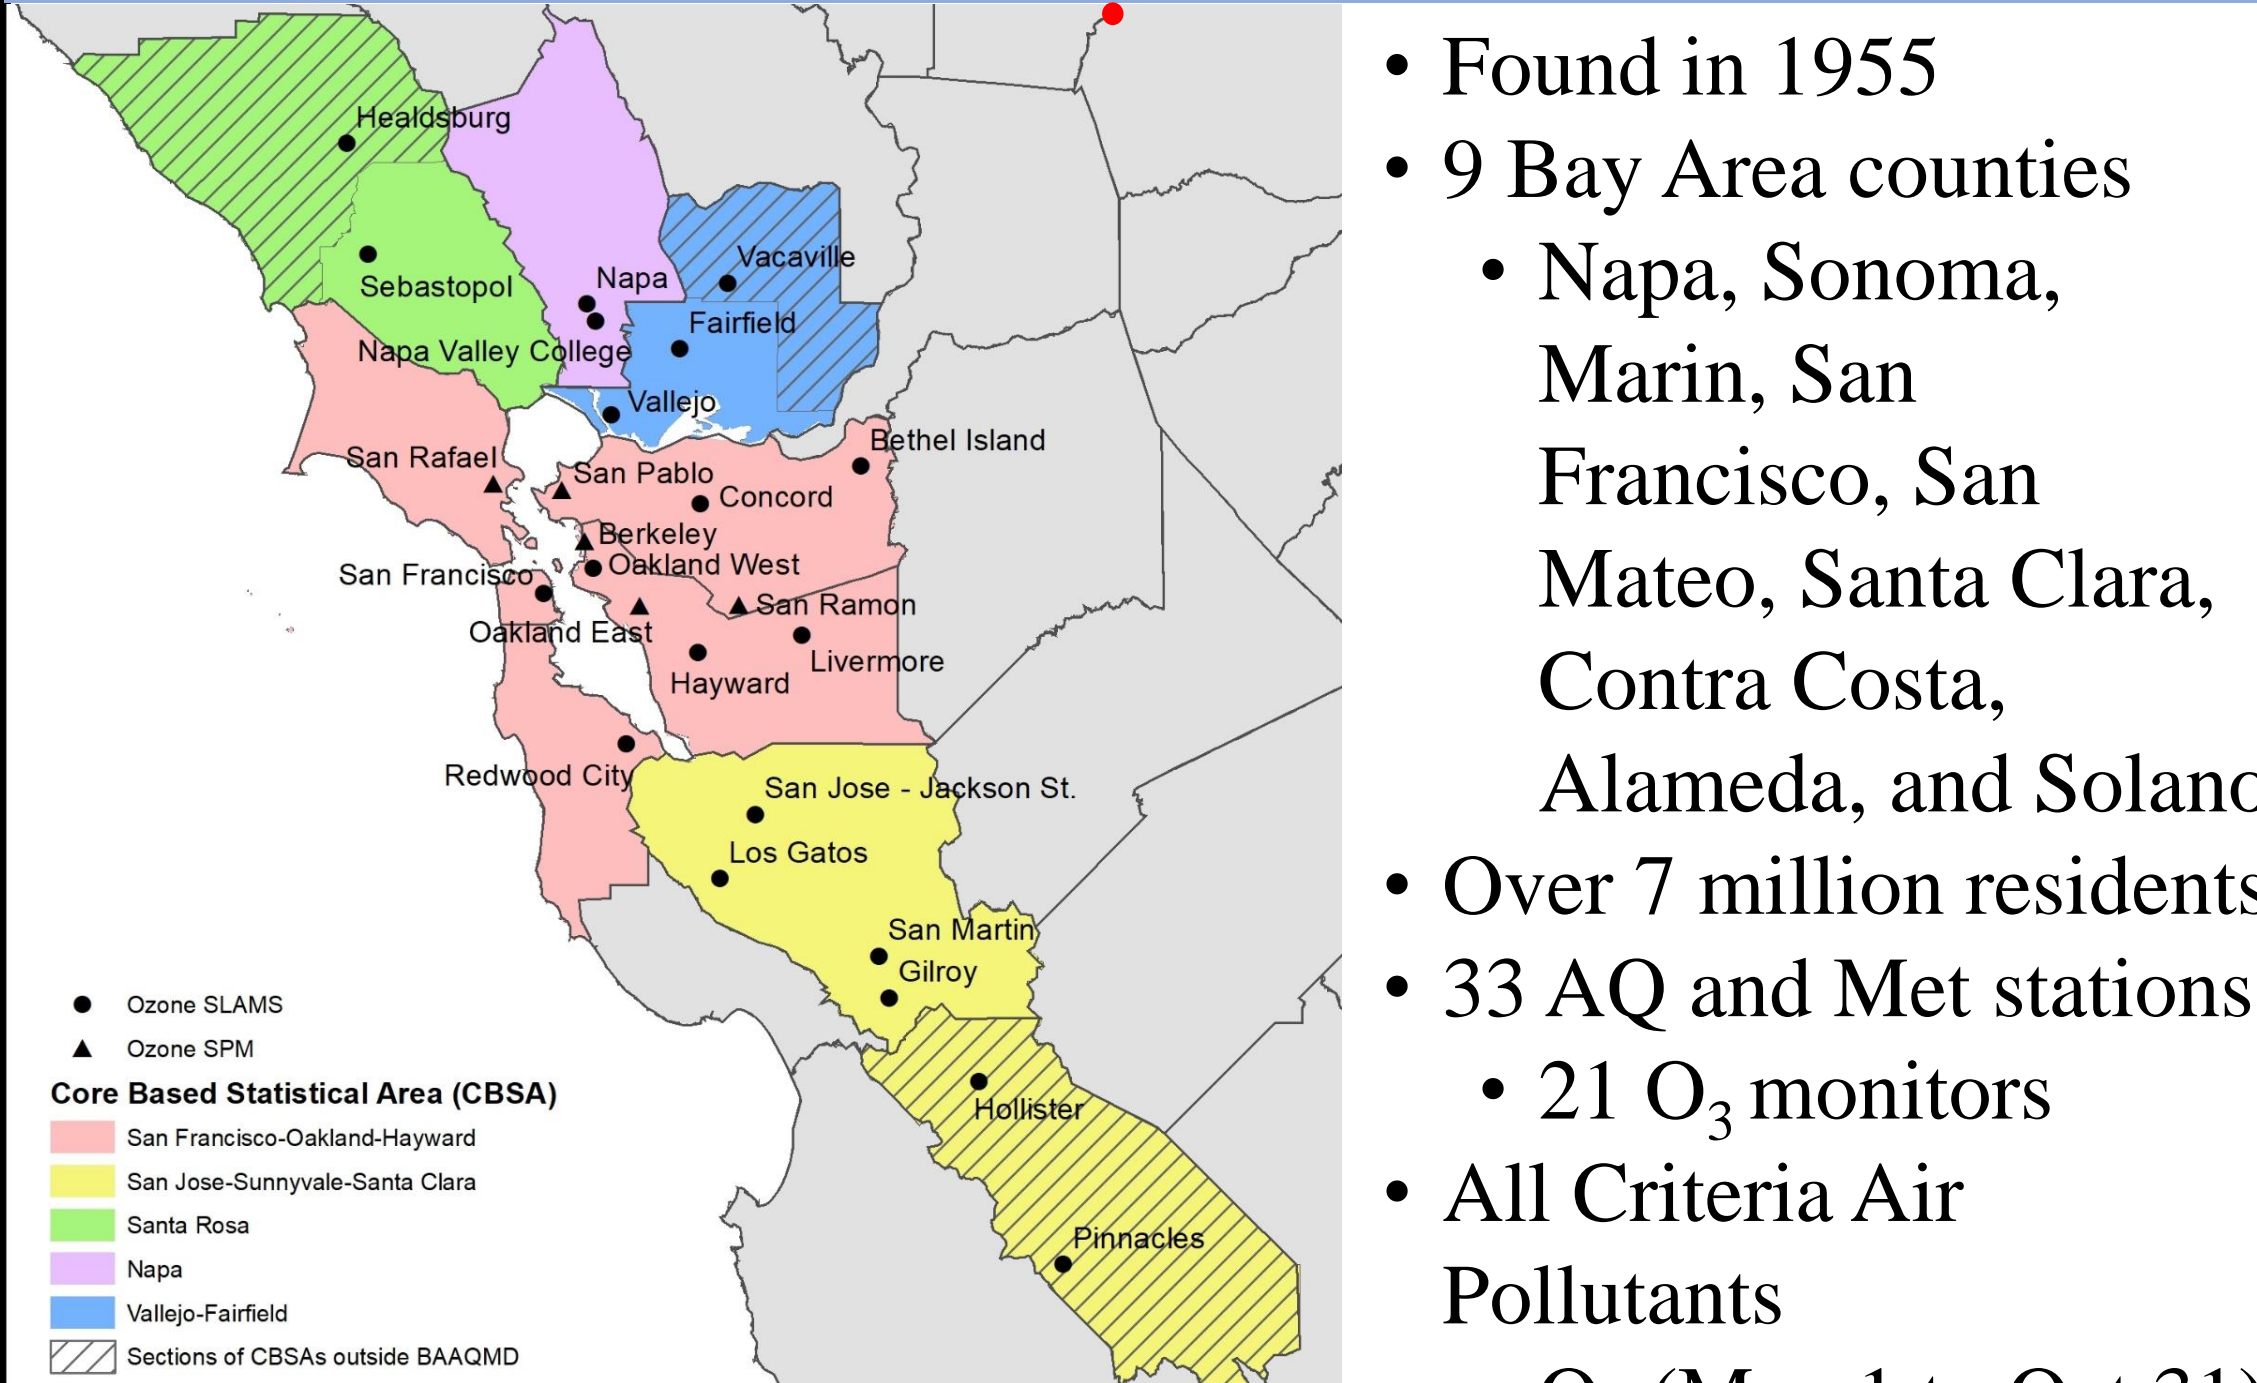 Healdsburg
Sebastopol
Napa
Napa Valley College
Vacaville
Fairfield
Vallejo
Bethel Island
San Rafael
San Pablo
Concord
Berkeley
Oakland West
San Francisco
San Ramon
Oakland East
Livermore
Hayward
Redwood City
San Jose - Jackson St.
Los Gatos
San Martin
Gilroy
Hollister
Pinnacles
Ozone SLAMS
Ozone SPM
Core Based Statistical Area (CBSA)
San Francisco-Oakland-Hayward
San Jose-Sunnyvale-Santa Clara
Santa Rosa
Napa
Vallejo-Fairfield
Sections of CBSAs outside BAAQMD
• Found in 1955
• 9 Bay Area counties
• Napa, Sonoma,
Marin, San
Francisco, San
Mateo, Santa Clara,
Contra Costa,
Alameda, and Solano
• Over 7 million residents
• 33 AQ and Met stations
• 21 O₃ monitors
• All Criteria Air
Pollutants